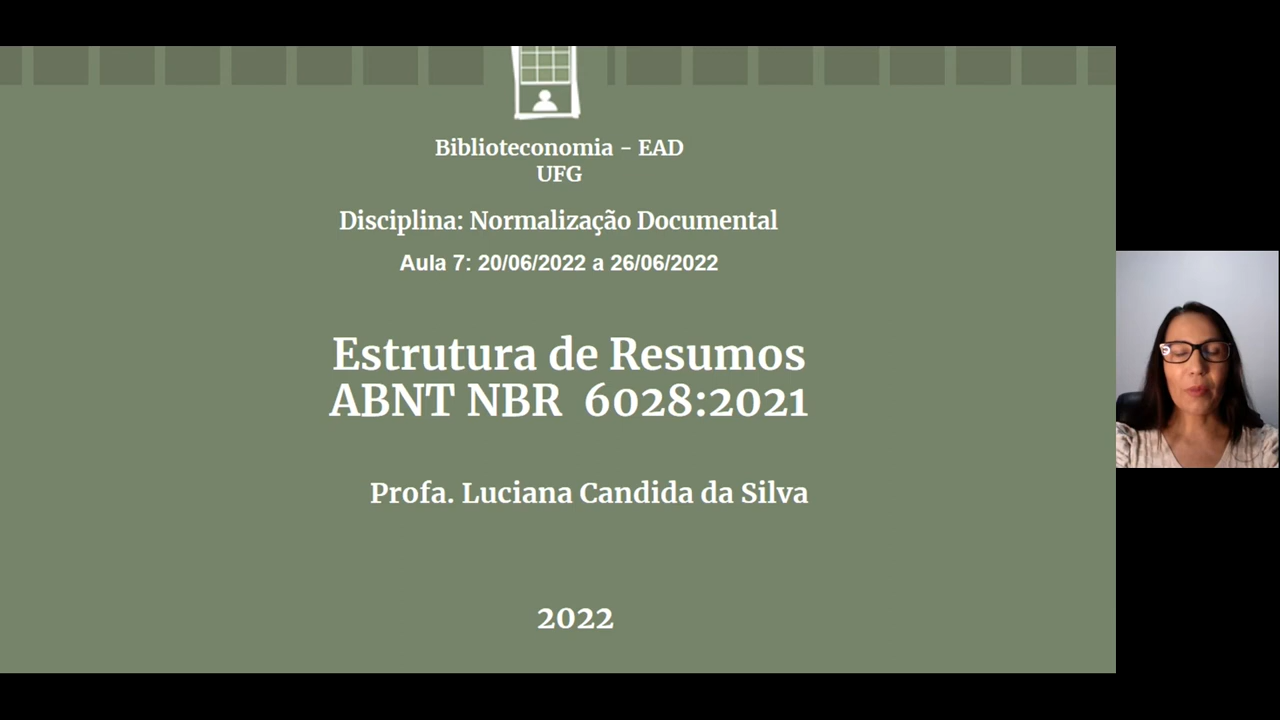 Biblioteconomia - EAD
UFG
Disciplina: Normalização Documental
Aula 7: 20/06/2022 a 26/06/2022
Estrutura de Resumos
ABNT NBR 6028:2021
Profa. Luciana Candida da Silva
2022